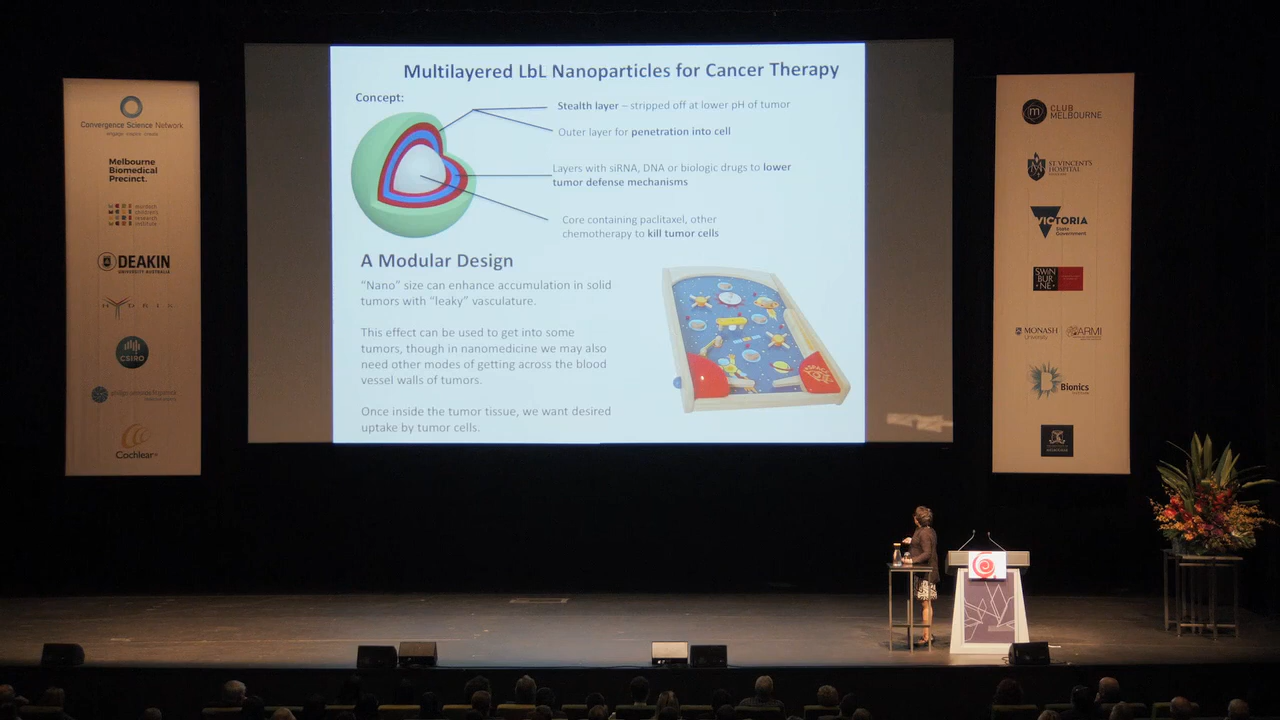 Multilayered LbL Nanoparticles for Cancer Therapy
Concept:
Stealth layer – stripped off at lower pH of tumor
Outer layer for penetration into cell
Layers with siRNA, DNA or biologic drugs to lower
tumor defense mechanisms
Core containing paclitaxel, other
chemotherapy to kill tumor cells
A Modular Design
“Nano” size can enhance accumulation in solid
tumors with “leaky” vasculature.
This effect can be used to get into some
tumors, though in nanomedicine we may also
need other modes of getting across the blood
vessel walls of tumors.
Once inside the tumor tissue, we want desired
uptake by tumor cells.
Convergence Science Network
Melbourne
Biomedical
Precinct.
murdoch
children's
research
institute
DEAKIN
UNIVERSITY AUSTRALIA
CSIRO
Cochlear
m
CLUB
MELBOURNE
ST VINCENT'S
HOSPITAL
VICTORIA
State
Government
SWIN
BUR
NE
MONASH
University
ARMI
Bionics